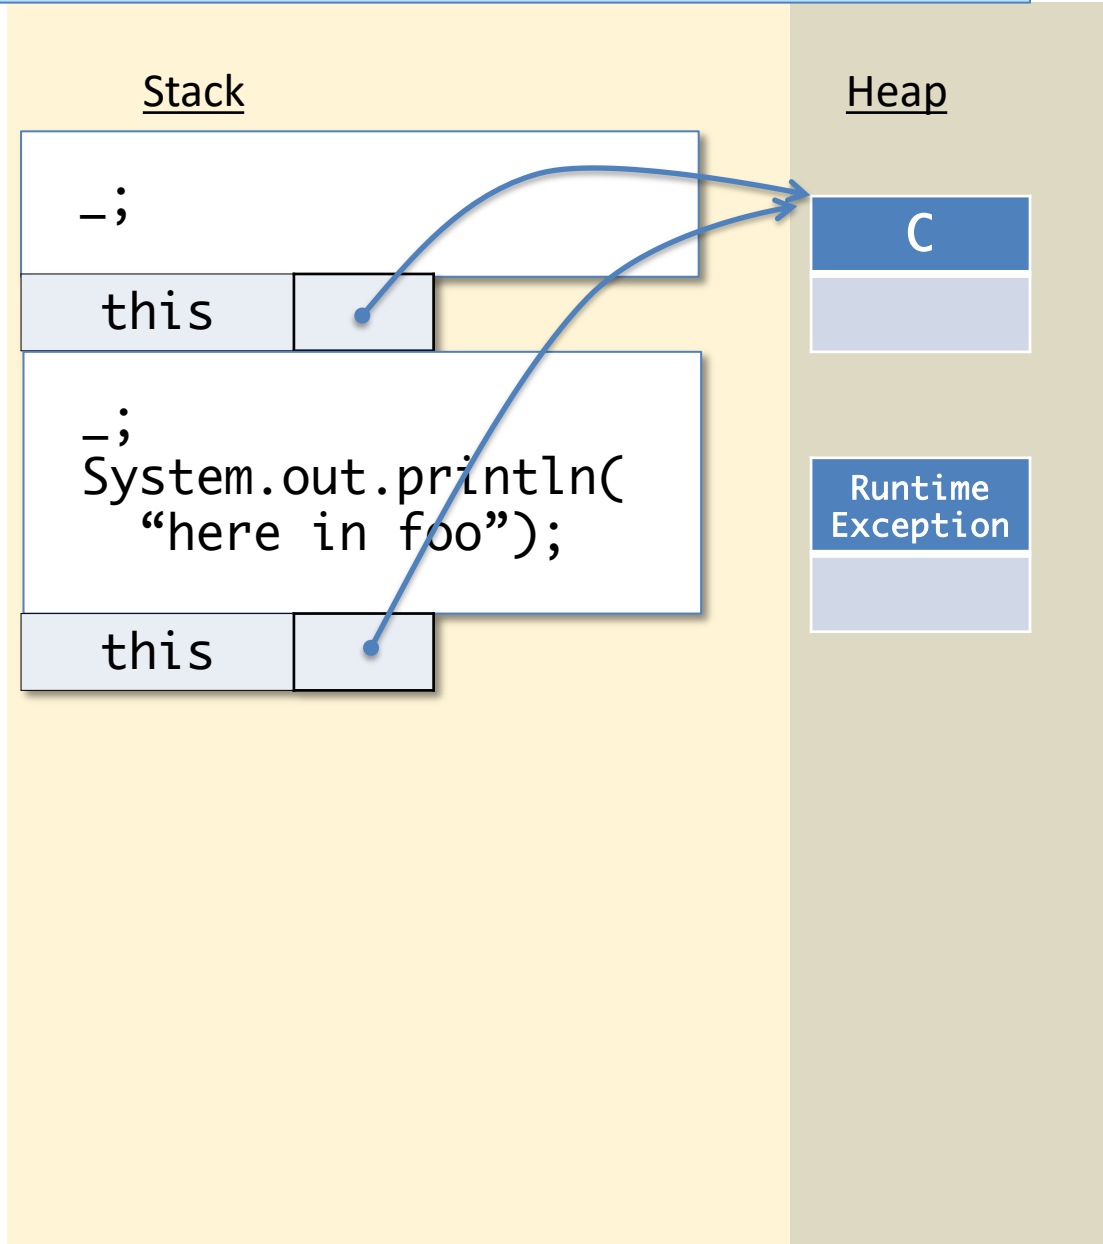 Stack
Heap
_;
C
this
_;
System.out.println(
“here in foo”);
Runtime
Exception
this